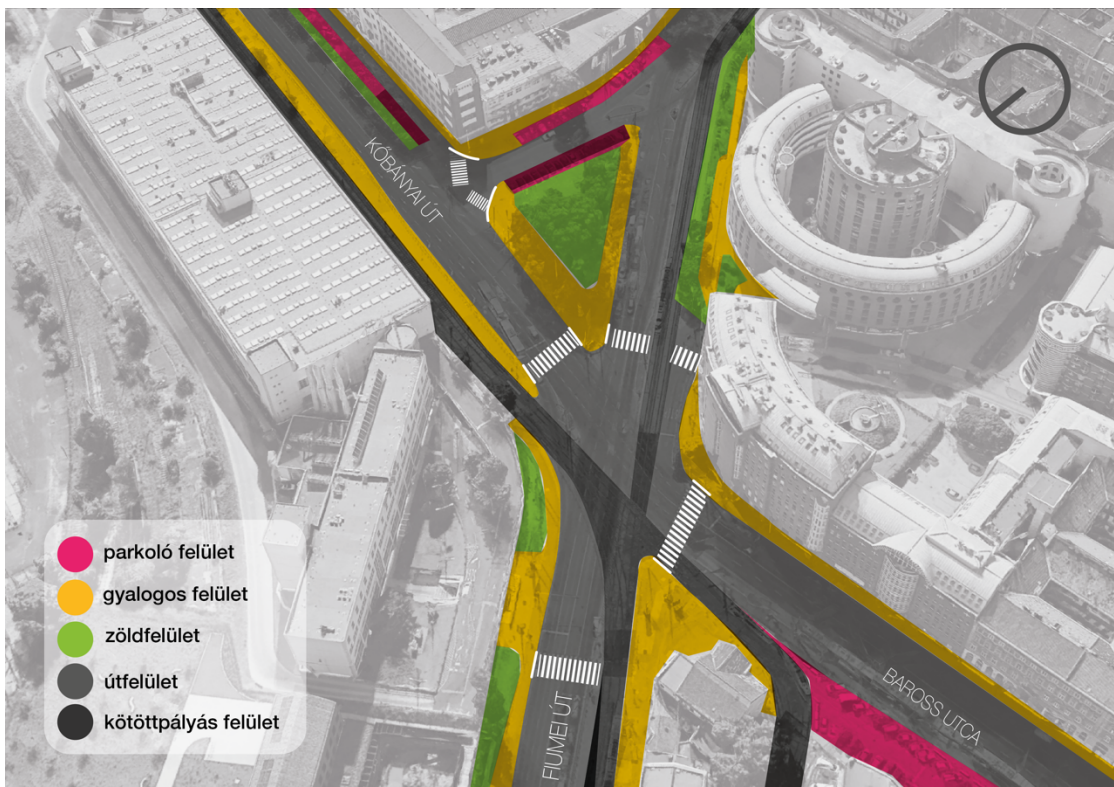 KŐBÁNYAI ÚT
parkoló felület
gyalogos felület
zöldfelület
útfelület
kötöttpályás felület
FIUMEI ÚT
BAROSS UTCA